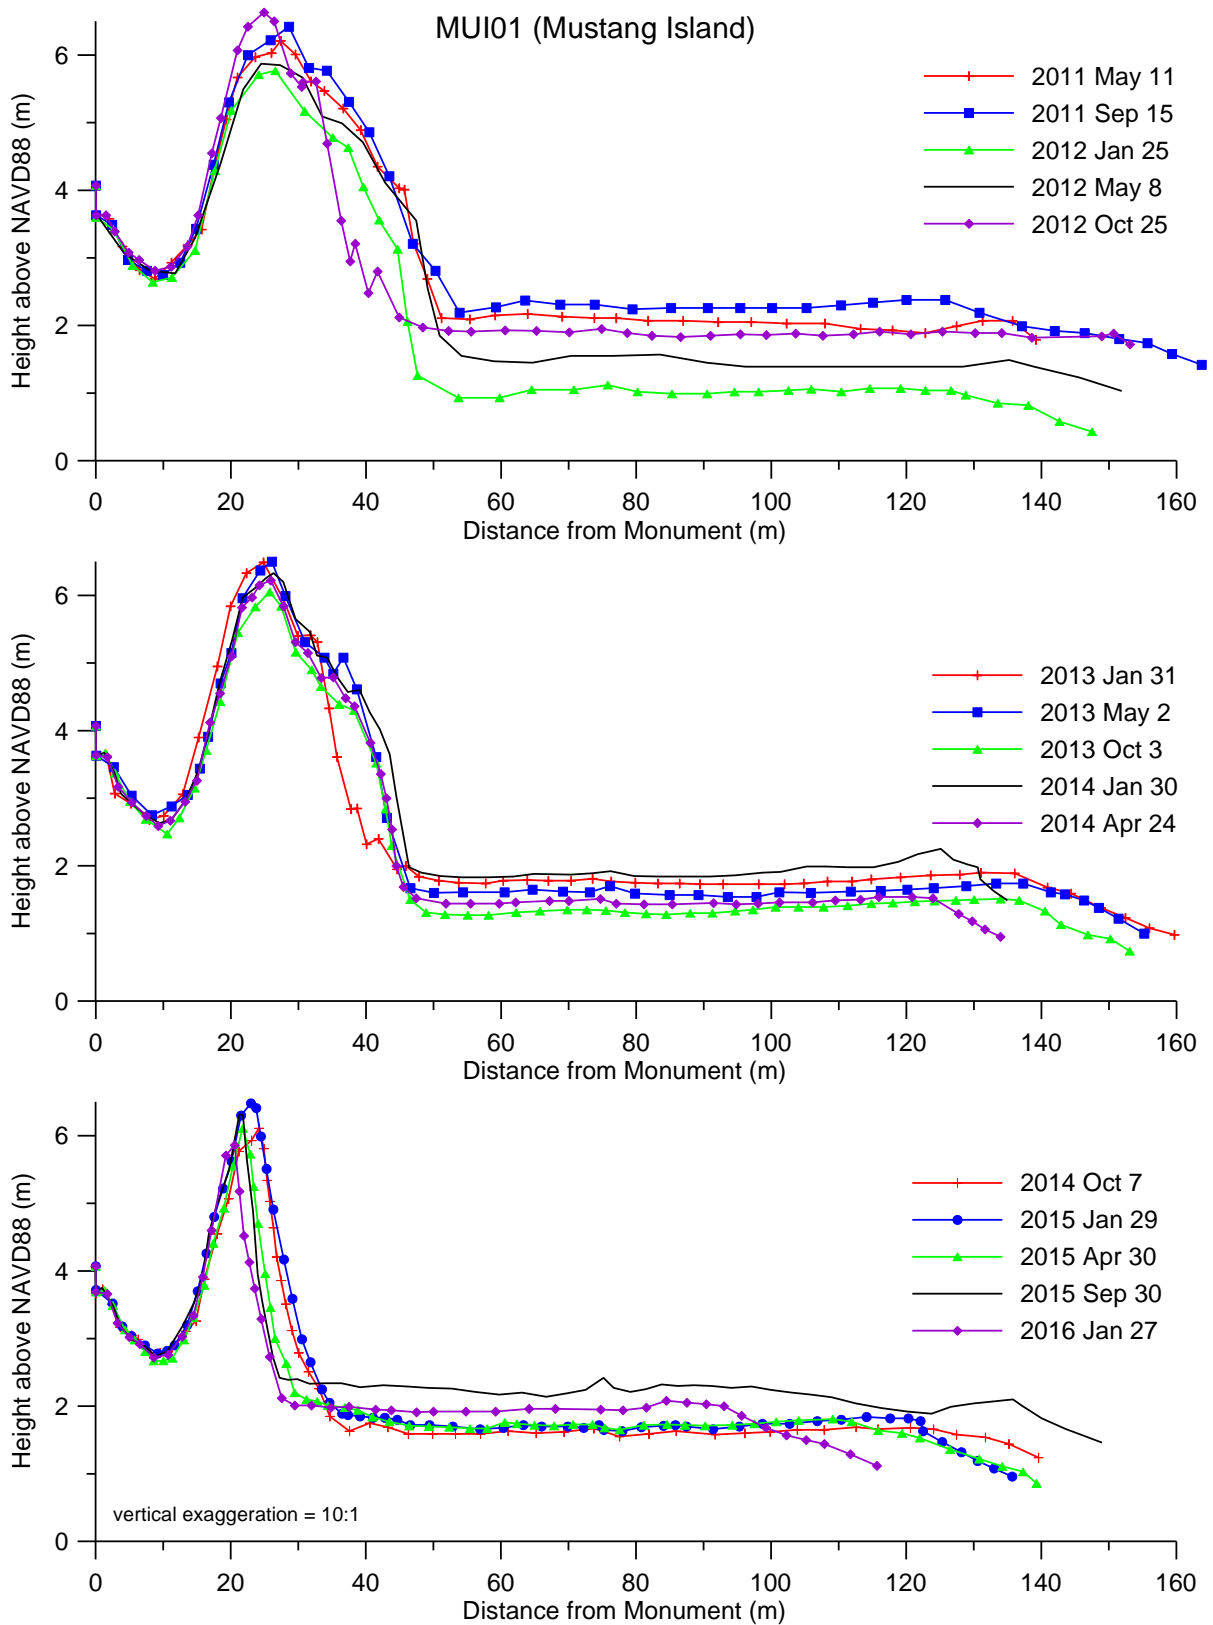 MUI01 (Mustang Island)
Height above NAVD88 (m)
6
4
2
0
2011 May 11
2011 Sep 15
2012 Jan 25
2012 May 8
2012 Oct 25
0 20 40 60 80 100 120 140 160
Distance from Monument (m)
Height above NAVD88 (m)
6
4
2
0
2013 Jan 31
2013 May 2
2013 Oct 3
2014 Jan 30
2014 Apr 24
0 20 40 60 80 100 120 140 160
Distance from Monument (m)
Height above NAVD88 (m)
6
4
2
0
2014 Oct 7
2015 Jan 29
2015 Apr 30
2015 Sep 30
2016 Jan 27
vertical exaggeration = 10:1
0 20 40 60 80 100 120 140 160
Distance from Monument (m)